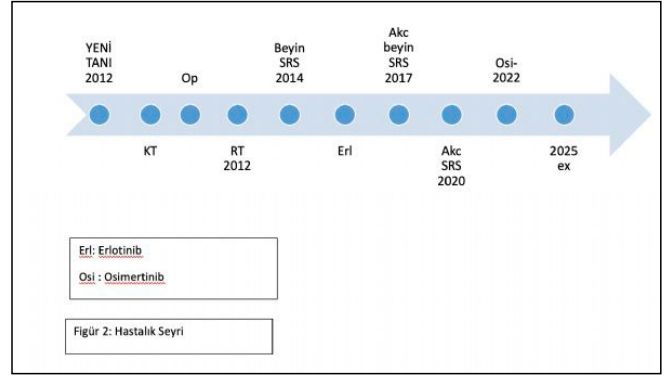 YENİ
TANI
2012
KT
Op
RT
2012
Beyin
SRS
2014
Erl
Akc
beyin
SRS
2017
Akc
SRS
2020
Osi-
2022
2025
ex
Erl: Erlotinib
Osi : Osimertinib
Figür 2: Hastalık Seyri